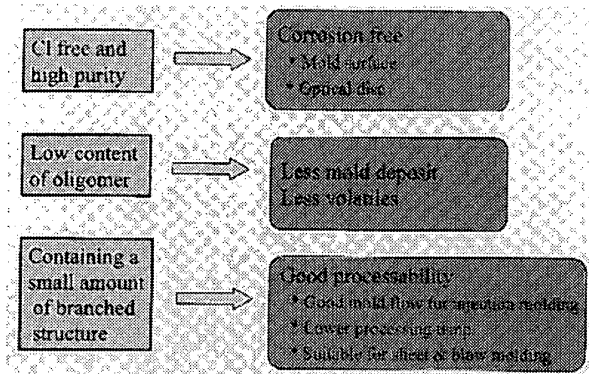 Cl free and
high purity
Corrosion free
* Mold surface
* Optical disc
Low content
of oligomer
Less mold deposit
Less volatiles
Containing a
small amount
of branched
structure
Good processability
* Good mold flow for injection molding
* Lower processing temp
* Suitable for sheet & blow molding